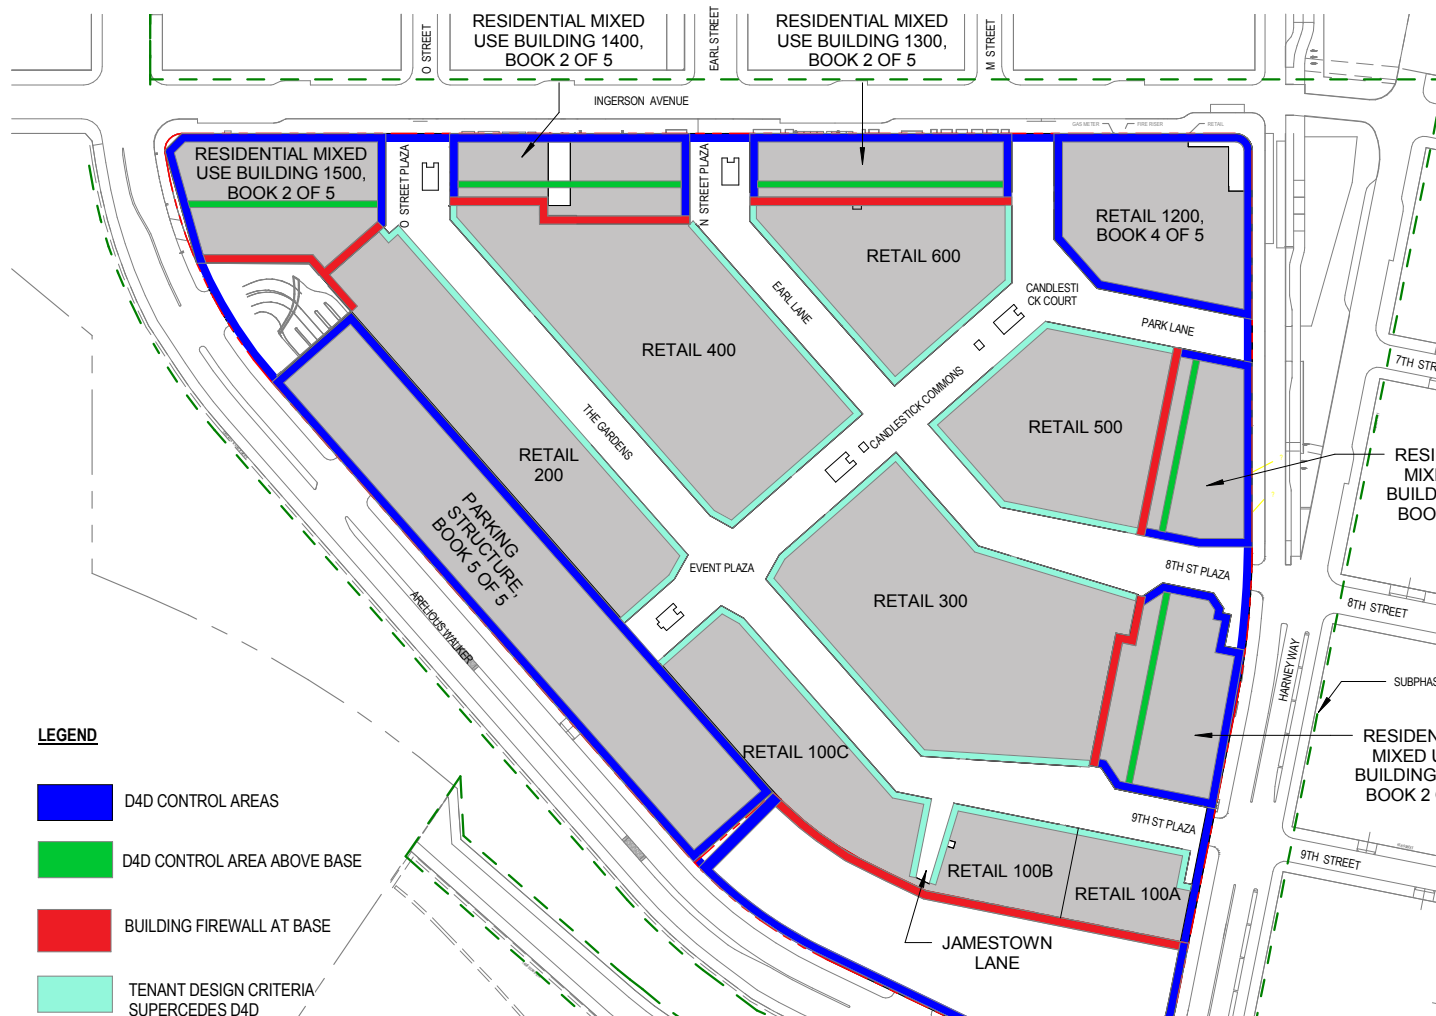 O STREET
RESIDENTIAL MIXED
USE BUILDING 1400,
BOOK 2 OF 5
EARL STREET
RESIDENTIAL MIXED
USE BUILDING 1300,
BOOK 2 OF 5
M STREET
INGERSON AVENUE
GAS METER
FIRE RISER
RETAIL
RESIDENTIAL MIXED
USE BUILDING 1500,
BOOK 2 OF 5
O STREET PLAZA
N STREET PLAZA
RETAIL 1200,
BOOK 4 OF 5
RETAIL 600
EARL LANE
CANDLESTI
CK COURT
PARK LANE
RETAIL 400
7TH STR
CANDLESTICK COMMONS
THE GARDENS
RETAIL 500
RETAIL
200
RESI
MIX
BUILD
BOO
PARKING
STRUCTURE,
BOOK 5 OF 5
EVENT PLAZA
8TH ST PLAZA
RETAIL 300
8TH STREET
ARELIOUS WALKER
HARNEY WAY
SUBPHAS
RETAIL 100C
RESIDEN
MIXED U
BUILDING
BOOK 2
9TH ST PLAZA
9TH STREET
RETAIL 100B
RETAIL 100A
JAMESTOWN
LANE
LEGEND
D4D CONTROL AREAS
D4D CONTROL AREA ABOVE BASE
BUILDING FIREWALL AT BASE
TENANT DESIGN CRITERIA
SUPERCEDES D4D